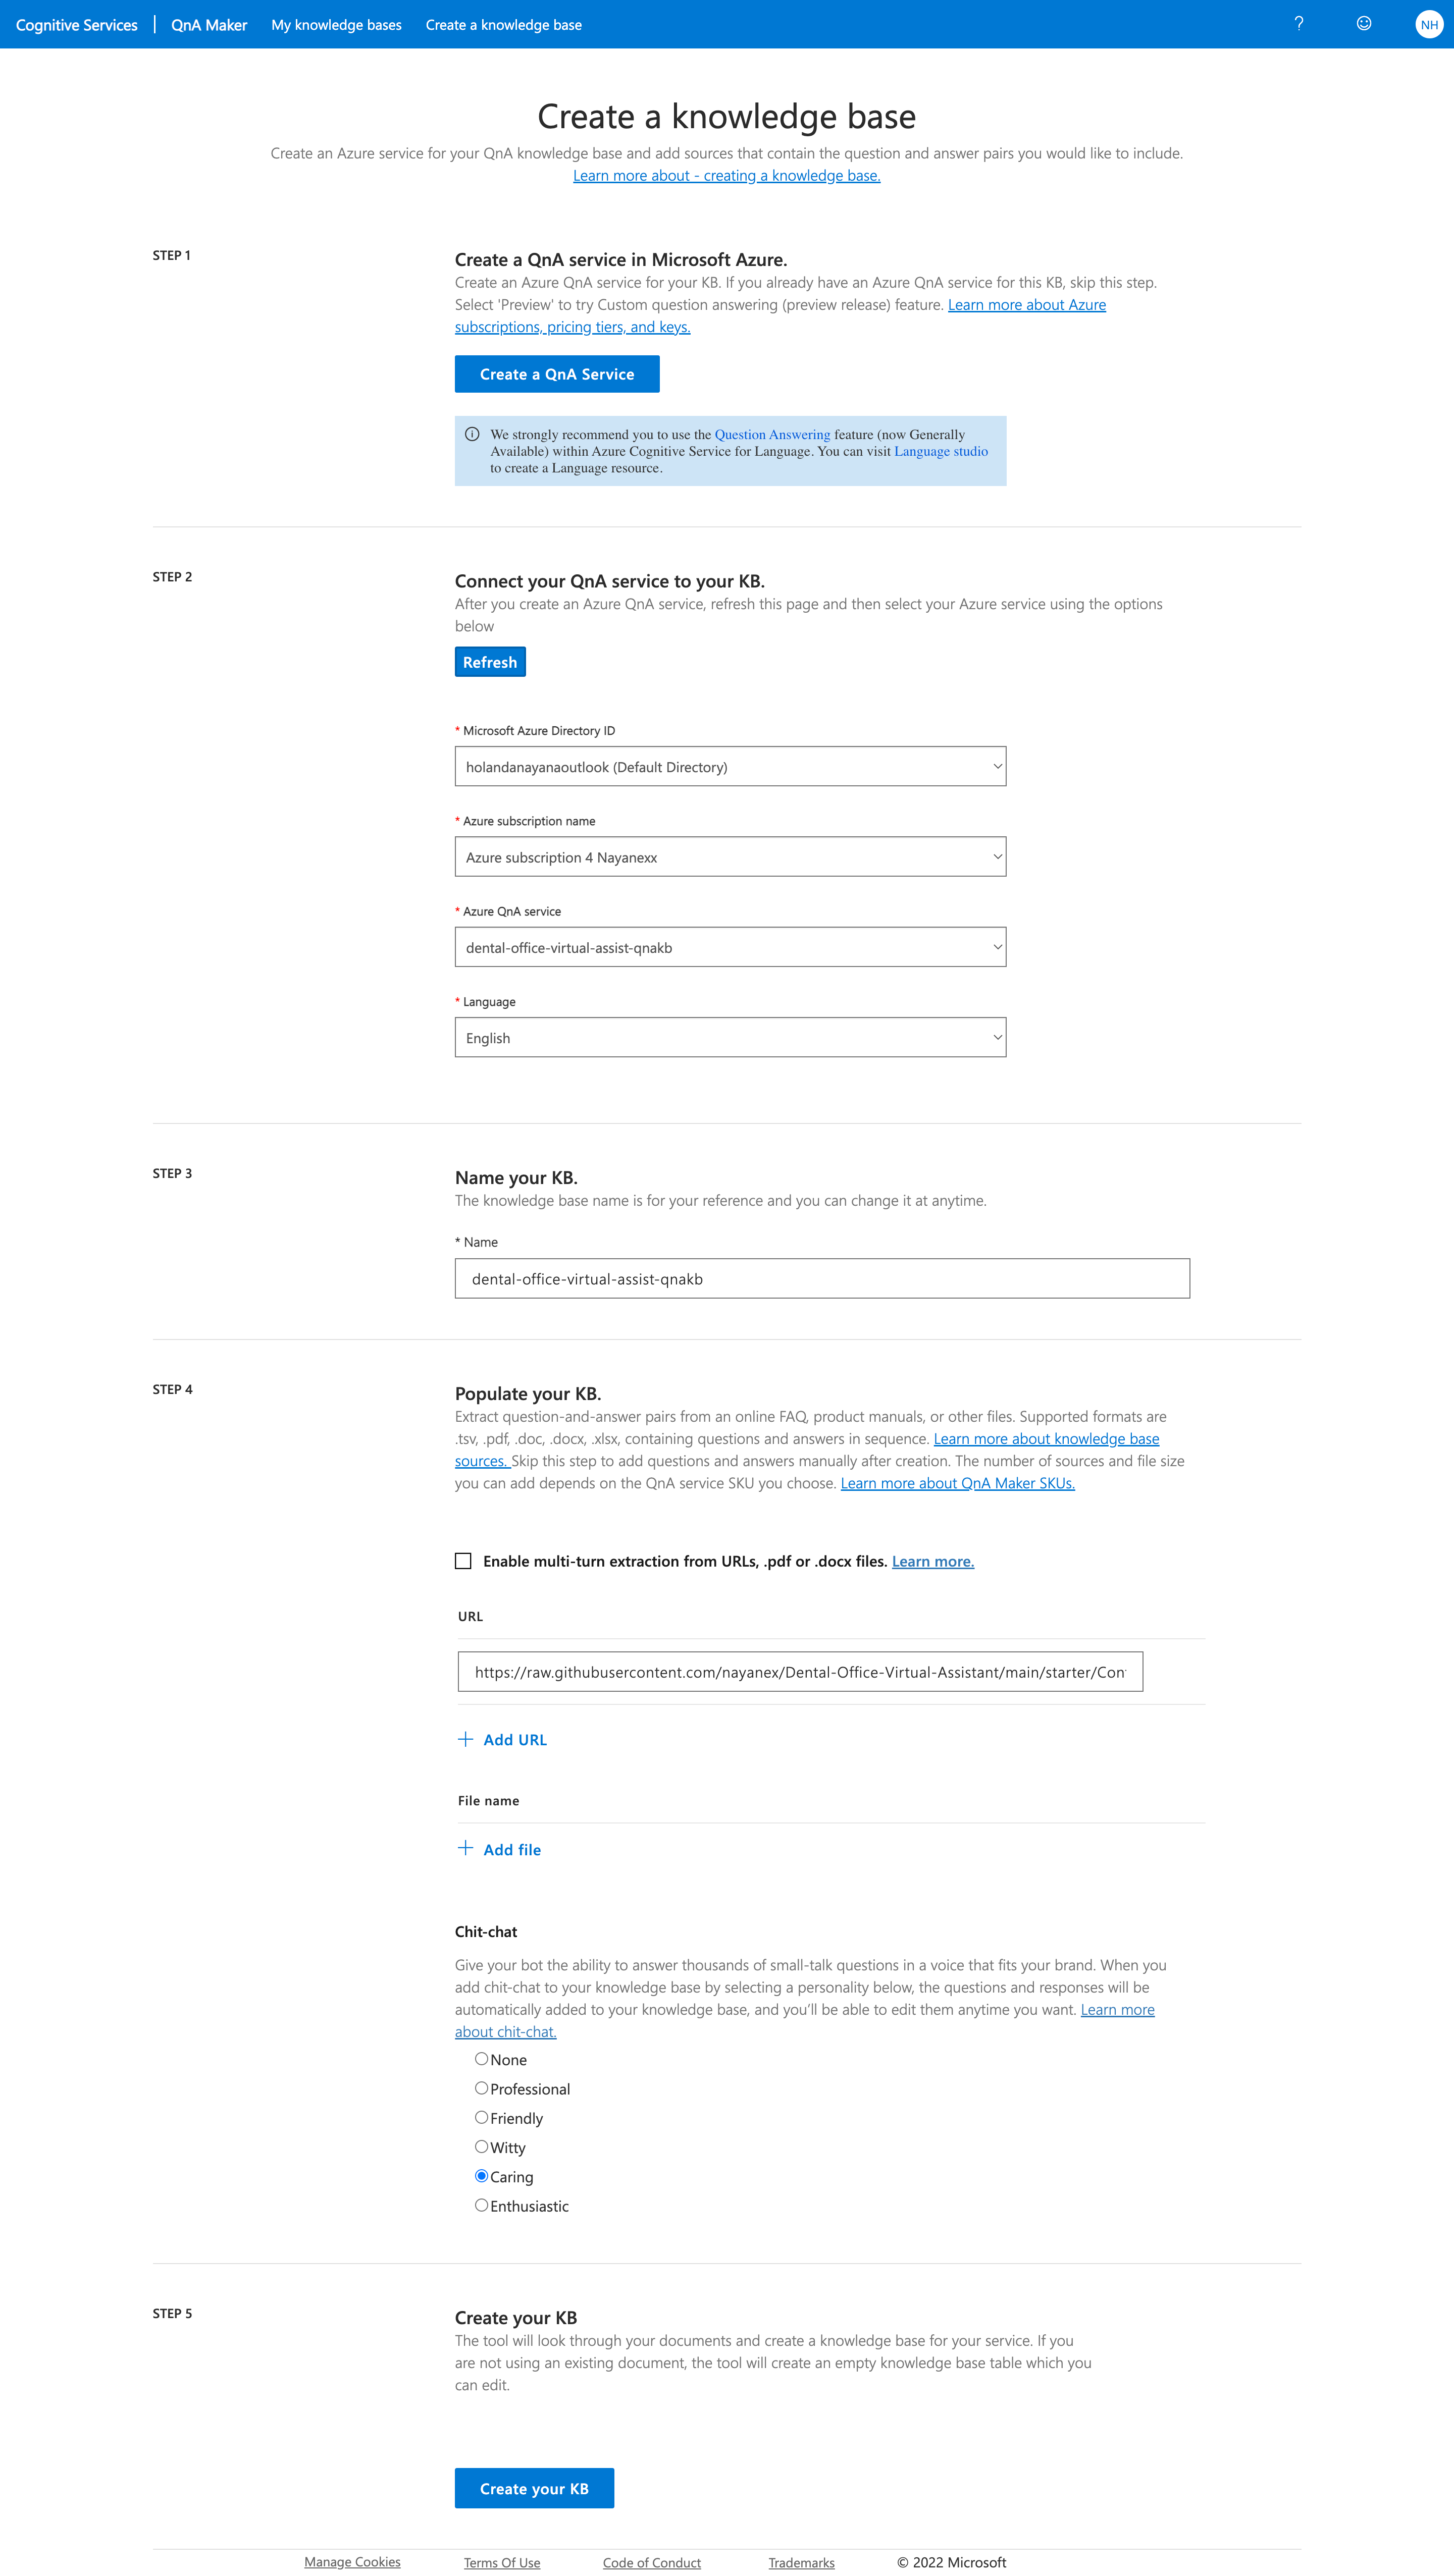 Cognitive Services | QnA Maker My knowledge bases Create a knowledge base ? NH
Create a knowledge base
Create an Azure service for your QnA knowledge base and add sources that contain the question and answer pairs you would like to include.
Learn more about - creating a knowledge base.
STEP 1
Create a QnA service in Microsoft Azure.
Create an Azure QnA service for your KB. If you already have an Azure QnA service for this KB, skip this step.
Select 'Preview' to try Custom question answering (preview release) feature. Learn more about Azure
subscriptions, pricing tiers, and keys.
Create a QnA Service
We strongly recommend you to use the Question Answering feature (now Generally
Available) within Azure Cognitive Service for Language. You can visit Language studio
to create a Language resource.
STEP 2
Connect your QnA service to your KB.
After you create an Azure QnA service, refresh this page and then select your Azure service using the options
below
Refresh
* Microsoft Azure Directory ID
holandanayanaoutlook (Default Directory)
* Azure subscription name
Azure subscription 4 Nayanexx
* Azure QnA service
dental-office-virtual-assist-qnakb
* Language
English
STEP 3
Name your KB.
The knowledge base name is for your reference and you can change it at anytime.
* Name
dental-office-virtual-assist-qnakb
STEP 4
Populate your KB.
Extract question-and-answer pairs from an online FAQ, product manuals, or other files. Supported formats are
.tsv, .pdf, .doc, .docx, .xlsx, containing questions and answers in sequence. Learn more about knowledge base
sources. Skip this step to add questions and answers manually after creation. The number of sources and file size
you can add depends on the QnA service SKU you choose. Learn more about QnA Maker SKUs.
Enable multi-turn extraction from URLs, .pdf or .docx files. Learn more.
URL
https://raw.githubusercontent.com/nayanex/Dental-Office-Virtual-Assistant/main/starter/Con
+ Add URL
File name
+ Add file
Chit-chat
Give your bot the ability to answer thousands of small-talk questions in a voice that fits your brand. When you
add chit-chat to your knowledge base by selecting a personality below, the questions and responses will be
automatically added to your knowledge base, and you'll be able to edit them anytime you want. Learn more
about chit-chat.
None
Professional
Friendly
Witty
Caring
Enthusiastic
STEP 5
Create your KB
The tool will look through your documents and create a knowledge base for your service. If you
are not using an existing document, the tool will create an empty knowledge base table which you
can edit.
Create your KB
Manage Cookies Terms Of Use Code of Conduct Trademarks © 2022 Microsoft